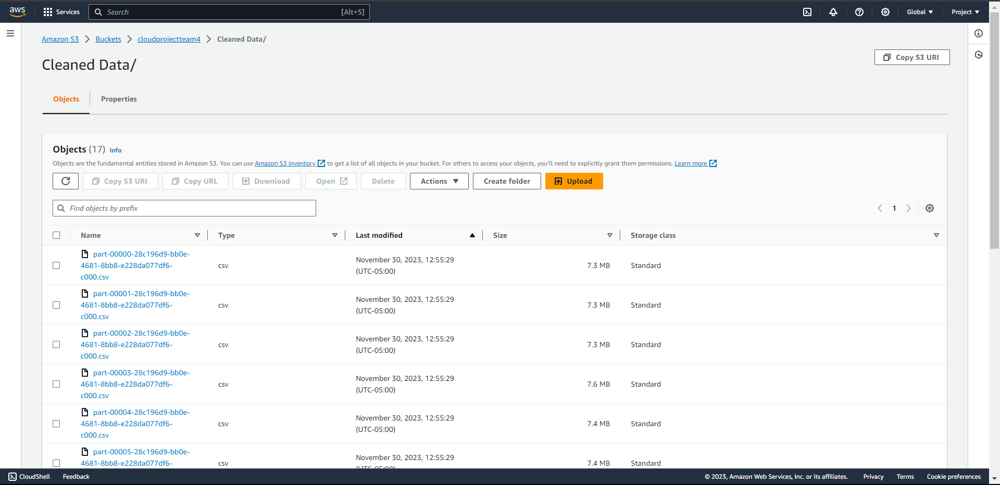 aws Services Search [Alt+S] Global Project
Amazon S3 Buckets cloudprojectteam4 Cleaned Data/
Cleaned Data/
Copy S3 URI
Objects Properties
Objects (17) Info
Objects are the fundamental entities stored in Amazon S3. You can use Amazon S3 inventory to get a list of all objects in your bucket. For others to access your objects, you'll need to explicitly grant them permissions. Learn more
Copy S3 URI Copy URL Download Open Delete Actions Create folder Upload
Find objects by prefix 1
Name Type Last modified Size Storage class
part-00000-28c196d9-bb0e-
4681-8bb8-e228da077df6-
c000.csv
csv
November 30, 2023, 12:55:29
(UTC-05:00)
7.3 MB
Standard
part-00001-28c196d9-bb0e-
4681-8bb8-e228da077df6-
c000.csv
csv
November 30, 2023, 12:55:29
(UTC-05:00)
7.3 MB
Standard
part-00002-28c196d9-bb0e-
4681-8bb8-e228da077df6-
c000.csv
csv
November 30, 2023, 12:55:29
(UTC-05:00)
7.3 MB
Standard
part-00003-28c196d9-bb0e-
4681-8bb8-e228da077df6-
c000.csv
csv
November 30, 2023, 12:55:29
(UTC-05:00)
7.6 MB
Standard
part-00004-28c196d9-bb0e-
4681-8bb8-e228da077df6-
c000.csv
csv
November 30, 2023, 12:55:29
(UTC-05:00)
7.4 MB
Standard
part-00005-28c196d9-bb0e-
4681-8bb8-e228da077df6-
csv
November 30, 2023, 12:55:29
(UTC-05:00)
7.4 MB
Standard
CloudShell Feedback © 2023, Amazon Web Services, Inc. or its affiliates. Privacy Terms Cookie preferences